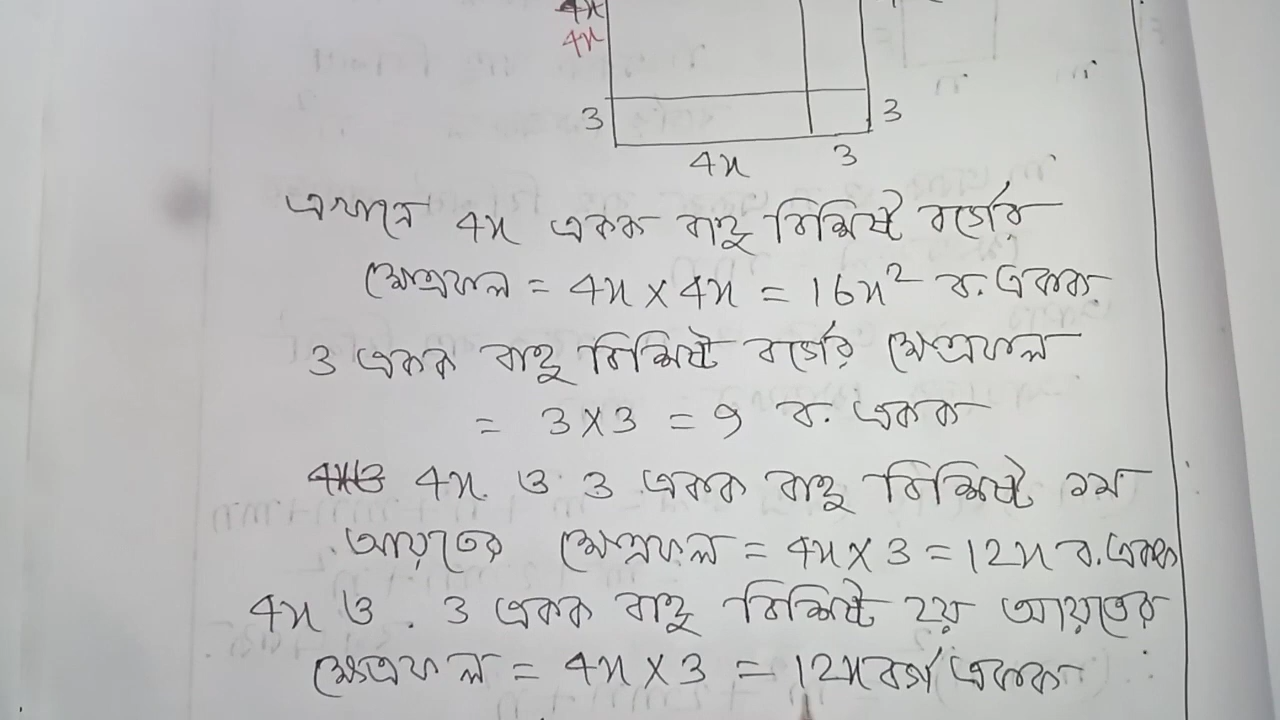 4x
4x
3
3
4x 3
এখানে 4x একক বাহু বিশিষ্ট বর্গের
ক্ষেত্রফল = 4x × 4x = 16x² ব. একক.
3 একক বাহু বিশিষ্ট বর্গের ক্ষেত্রফল
= 3×3 = 9 ব. একক
4x ও 3 একক বাহু বিশিষ্ট ১ম
আয়তের ক্ষেত্রফল = 4x × 3 = 12x ব. একক
4x ও . 3 একক বাহু বিশিষ্ট ২য় আয়তের
ক্ষেত্রফল = 4x × 3 = 12x বর্গ একক